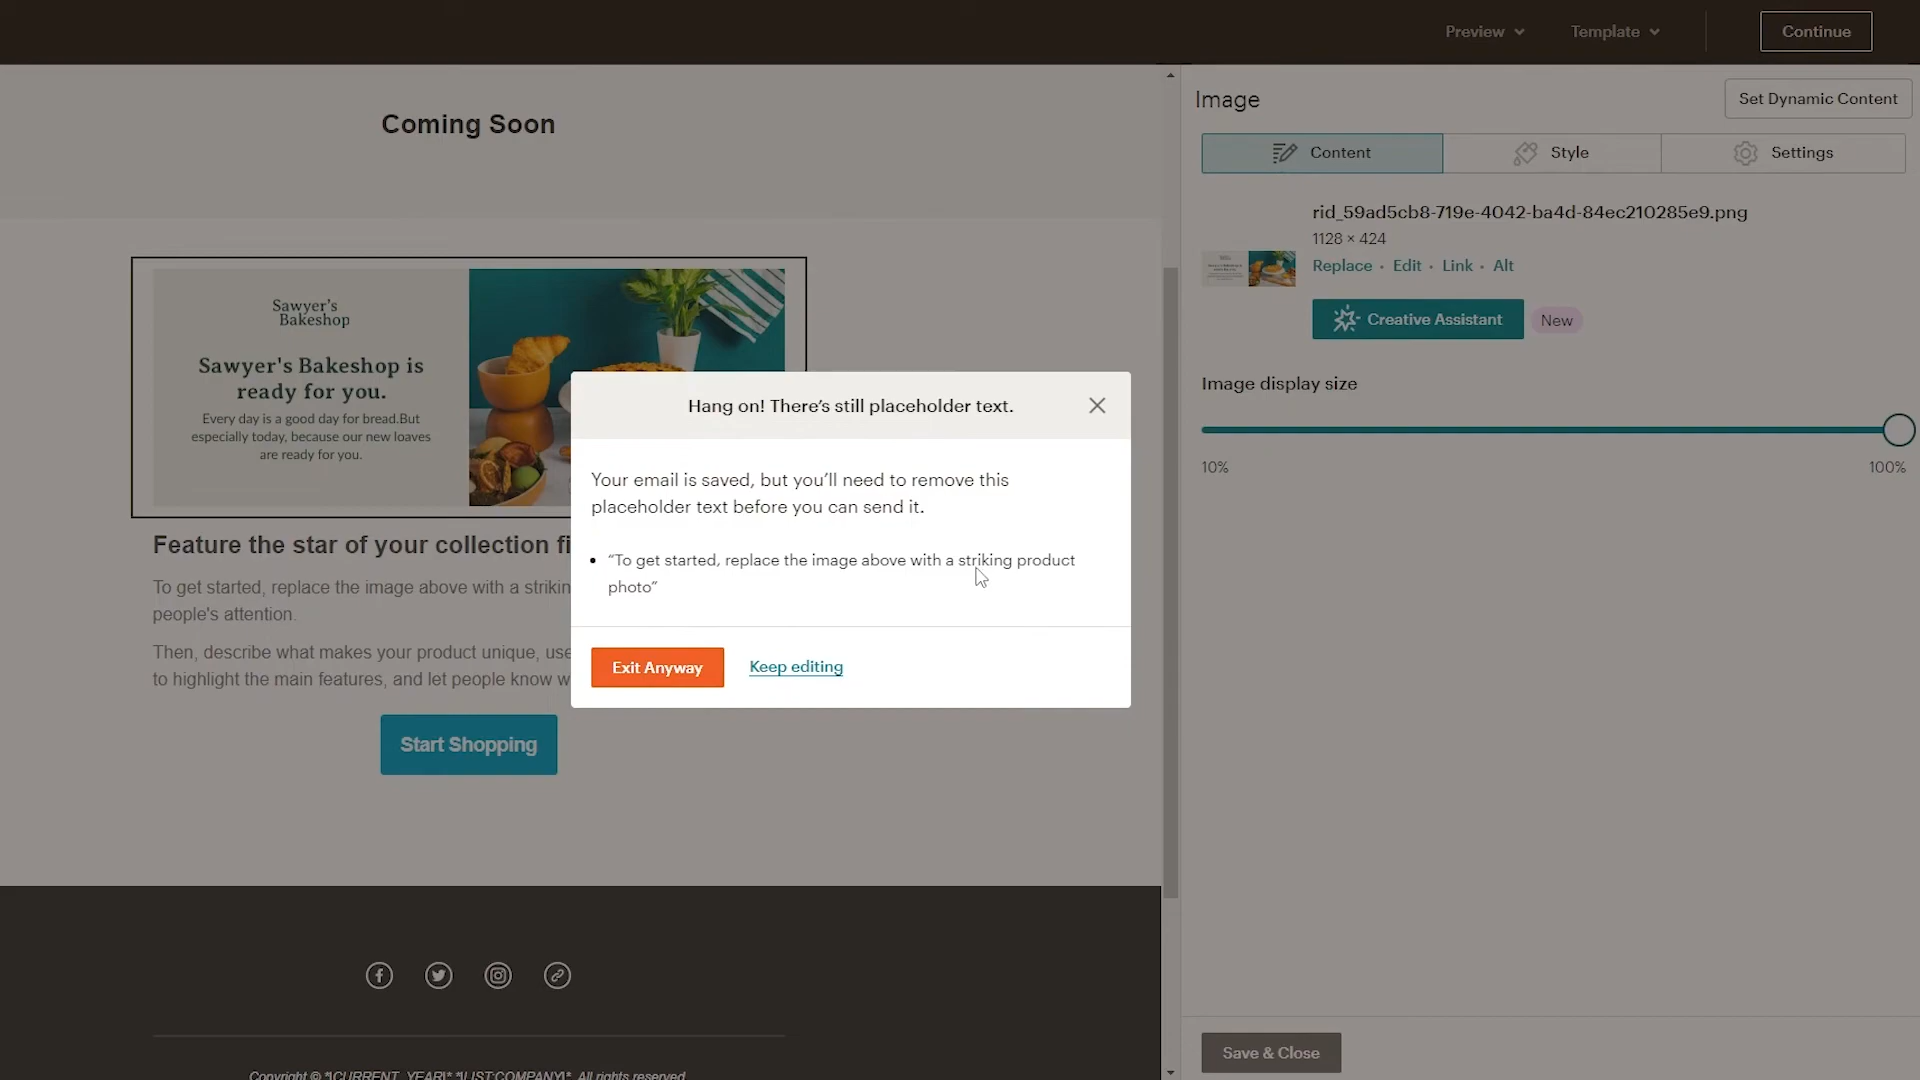 Preview
Template
Continue
Coming Soon
Image
Set Dynamic Content
Content
Style
Settings
rid_59ad5cb8-719e-4042-ba4d-84ec210285e9.png
1128 × 424
Replace · Edit · Link · Alt
Creative Assistant
New
Image display size
10%
100%
Sawyer's
Bakeshop
Sawyer's Bakeshop is
ready for you.
Every day is a good day for bread.But
especially today, because our new loaves
are ready for you.
Hang on! There's still placeholder text.
Your email is saved, but you'll need to remove this
placeholder text before you can send it.
• “To get started, replace the image above with a striking product
photo”
Exit Anyway
Keep editing
Feature the star of your collection
To get started, replace the image above with a
people's attention.
Then, describe what makes your product unique,
to highlight the main features, and let people know
Start Shopping
Copyright © *|CURRENT_YEAR|* *|LIST:COMPANY|*, All rights reserved.
Save & Close